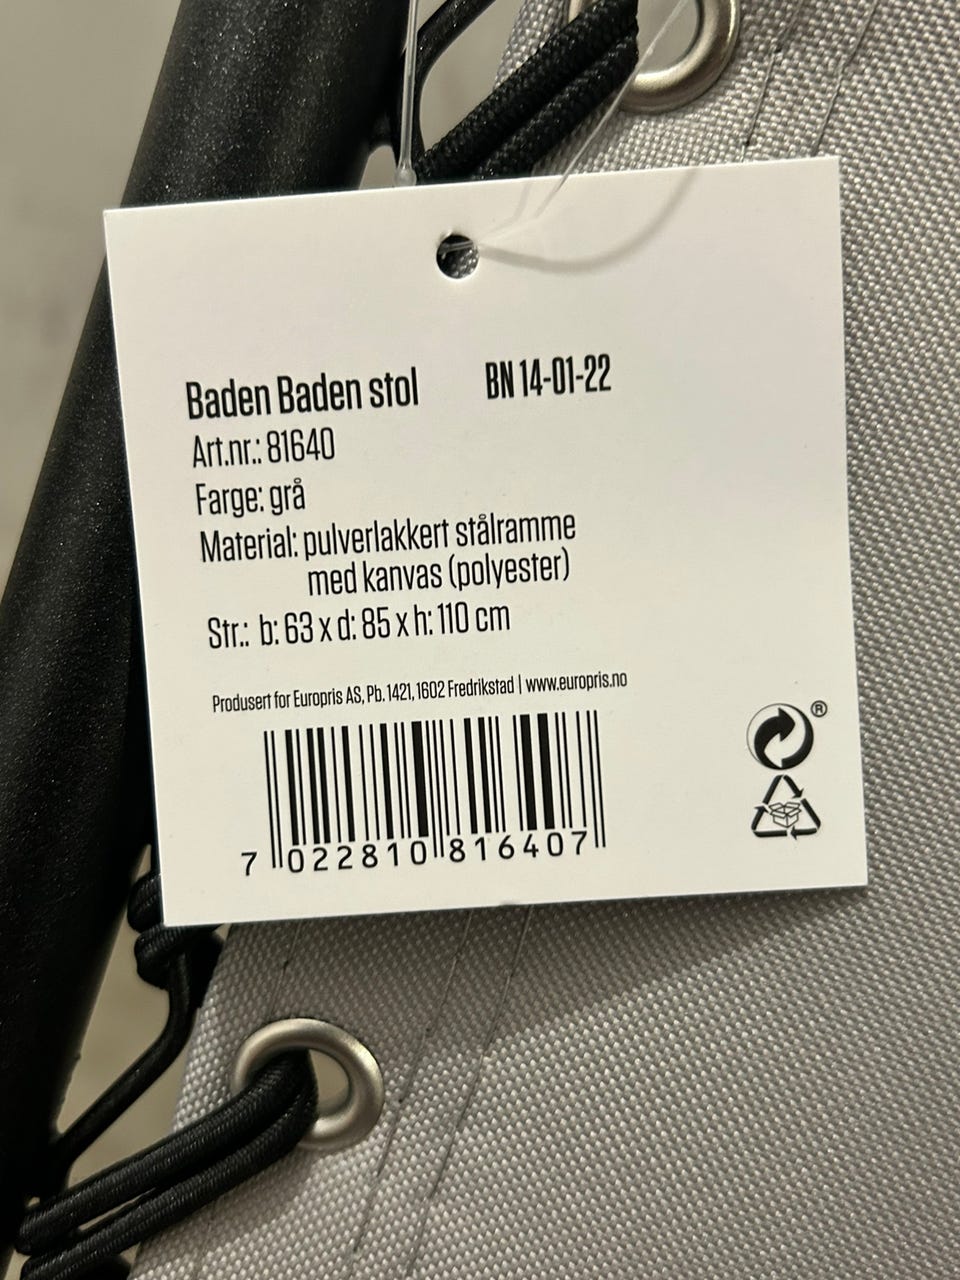 Baden Baden stol BN 14-01-22
Art.nr.: 81640
Farge: grå
Material: pulverlakkert stålramme
med kanvas (polyester)
Str.: b: 63 x d: 85 x h: 110 cm
Produsert for Europris AS, Pb. 1421, 1602 Fredrikstad | www.europris.no
®
7 022810 816407